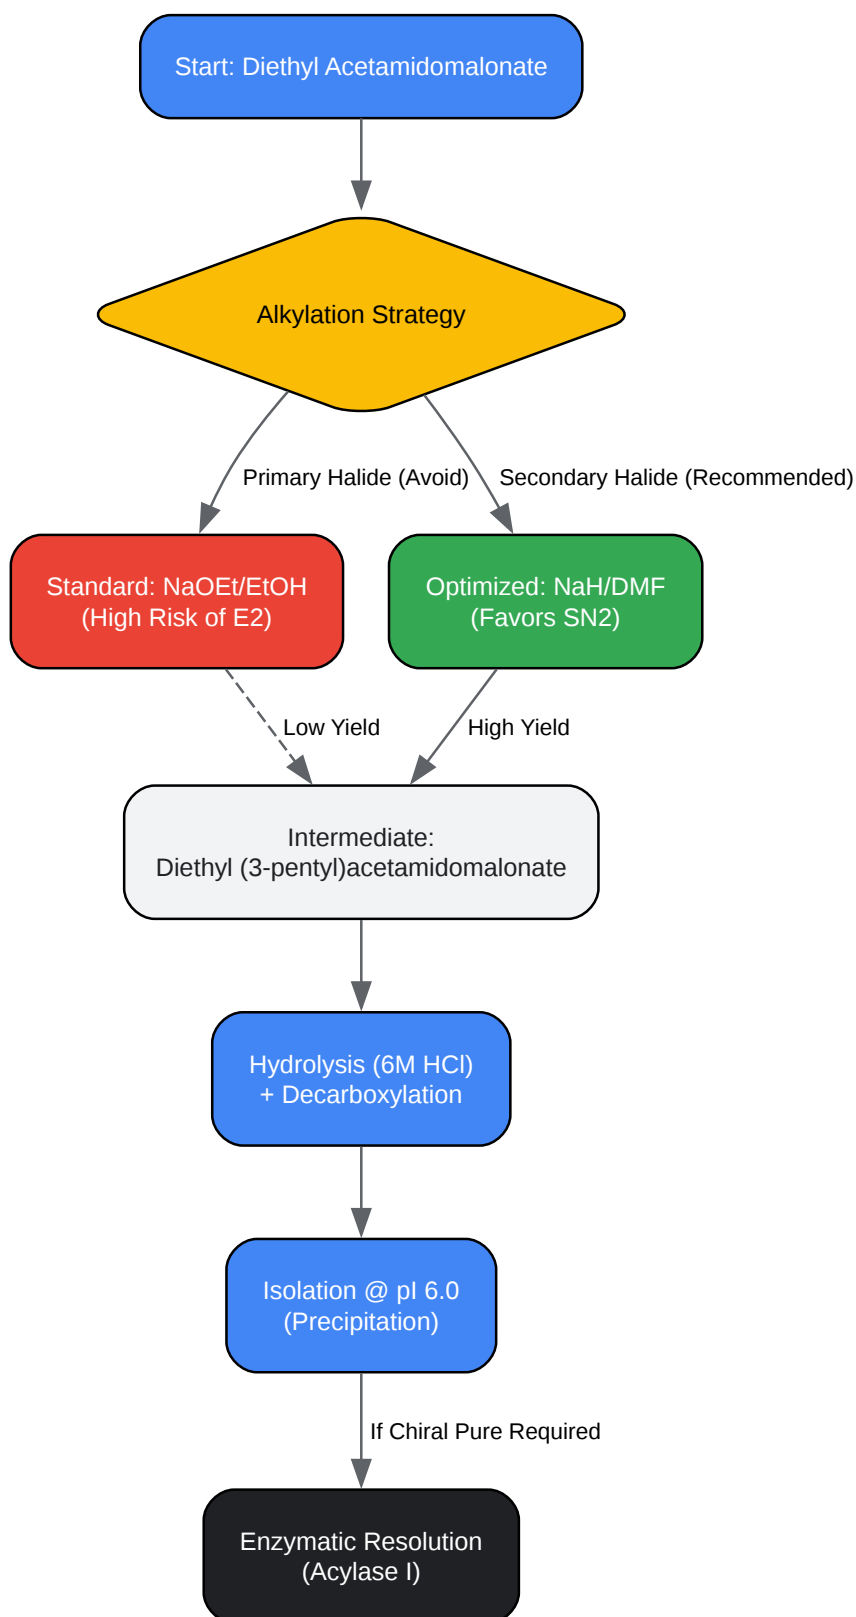 Start: Diethyl Acetamidomalonate
Alkylation Strategy
Primary Halide (Avoid)
Secondary Halide (Recommended)
Standard: NaOEt/EtOH
(High Risk of E2)
Optimized: NaH/DMF
(Favors SN2)
Low Yield
High Yield
Intermediate:
Diethyl (3-pentyl)acetamidomalonate
Hydrolysis (6M HCl)
+ Decarboxylation
Isolation @ pI 6.0
(Precipitation)
If Chiral Pure Required
Enzymatic Resolution
(Acylase I)